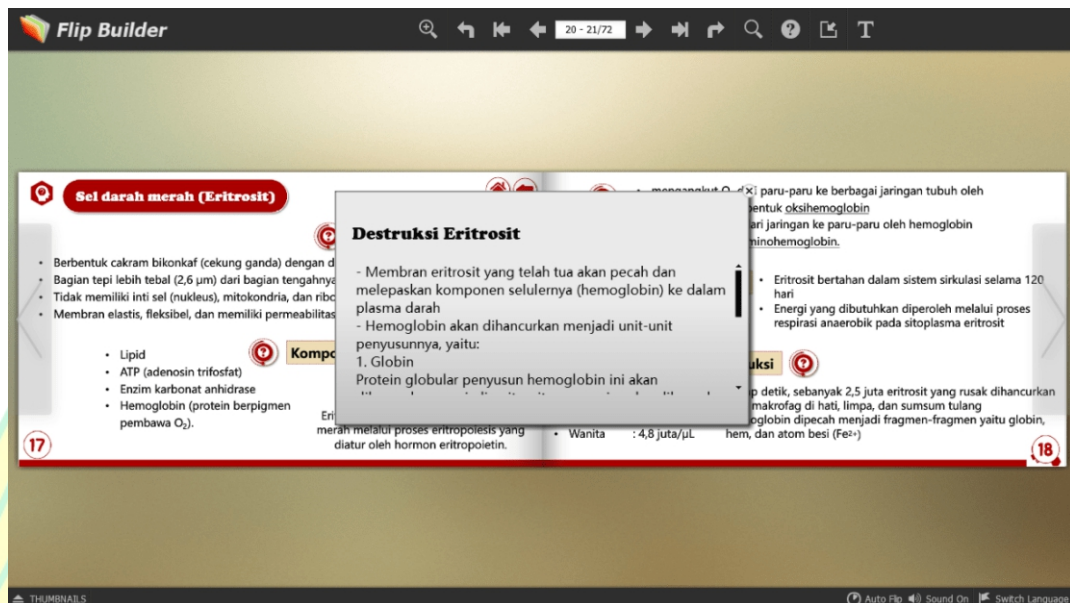 Flip Builder
20 - 21/72
Sel darah merah (Eritrosit)
Berbentuk cakram bikonkaf (cekung ganda) dengan
Bagian tepi lebih tebal (2,6 µm) dari bagian tengahnya
Tidak memiliki inti sel (nukleus), mitokondria, dan
Membran elastis, fleksibel, dan memiliki permeabilitas
• Lipid
• ATP (adenosin trifosfat)
• Enzim karbonat anhidrase
• Hemoglobin (protein berpigmen
pembawa O₂).
merah melalui proses eritropoiesis yang
diatur oleh hormon eritropoietin.
17
Destruksi Eritrosit
- Membran eritrosit yang telah tua akan pecah dan
melepaskan komponen selulernya (hemoglobin) ke dalam
plasma darah
- Hemoglobin akan dihancurkan menjadi unit-unit
penyusunnya, yaitu:
1. Globin
Protein globular penyusun hemoglobin ini akan
paru-paru ke berbagai jaringan tubuh oleh
oksihemoglobin
jaringan ke paru-paru oleh hemoglobin
• Eritrosit bertahan dalam sistem sirkulasi selama 120
hari
• Energi yang dibutuhkan diperoleh melalui proses
respirasi anaerobik pada sitoplasma eritrosit
detik, sebanyak 2,5 juta eritrosit yang rusak dihancurkan
makrofag di hati, limpa, dan sumsum tulang
dipecah menjadi fragmen-fragmen yaitu globin,
• Wanita : 4,8 juta/µL hem, dan atom besi (Fe²⁺)
18
THUMBNAILS
Auto Flip Sound On Switch Language